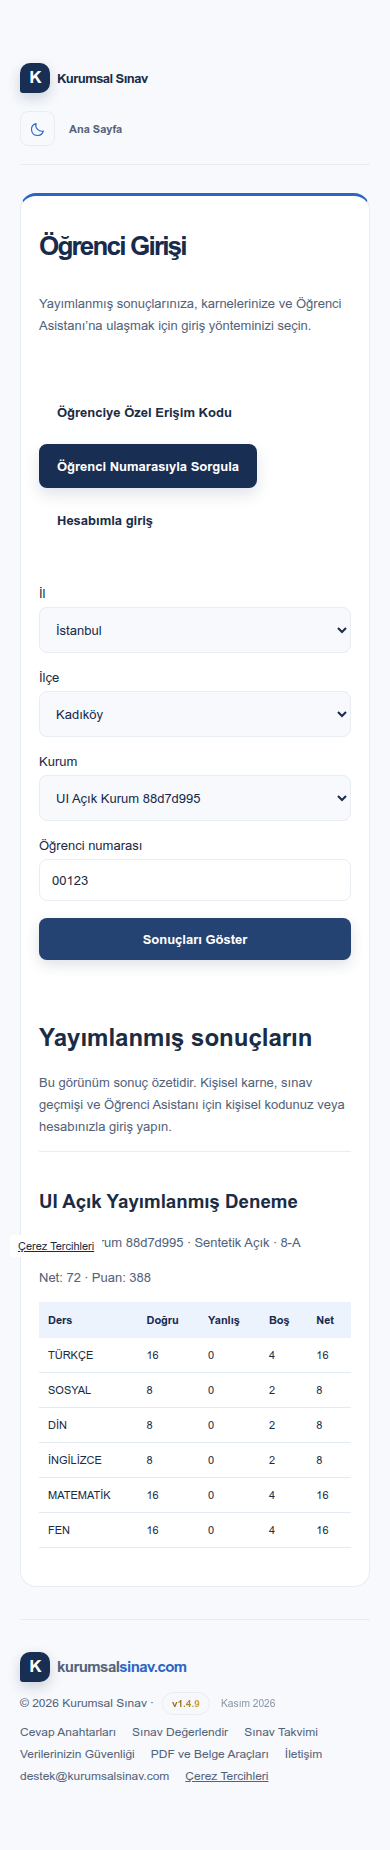 K Kurumsal Sınav
Ana Sayfa
Öğrenci Girişi
Yayımlanmış sonuçlarınıza, karnelerinize ve Öğrenci
Asistanı’na ulaşmak için giriş yönteminizi seçin.
Öğrenciye Özel Erişim Kodu
Öğrenci Numarasıyla Sorgula
Hesabımla giriş
İl
İstanbul
İlçe
Kadıköy
Kurum
UI Açık Kurum 88d7d995
Öğrenci numarası
00123
Sonuçları Göster
Yayımlanmış sonuçların
Bu görünüm sonuç özetidir. Kişisel karne, sınav
geçmişi ve Öğrenci Asistanı için kişisel kodunuz veya
hesabınızla giriş yapın.
UI Açık Yayımlanmış Deneme
Çerez Tercihleri rum 88d7d995 · Sentetik Açık · 8-A
Net: 72 · Puan: 388
Ders Doğru Yanlış Boş Net
TÜRKÇE 16 0 4 16
SOSYAL 8 0 2 8
DİN 8 0 2 8
İNGİLİZCE 8 0 2 8
MATEMATİK 16 0 4 16
FEN 16 0 4 16
K kurumsalsinav.com
© 2026 Kurumsal Sınav · v1.4.9 Kasım 2026
Cevap Anahtarları Sınav Değerlendir Sınav Takvimi
Verilerinizin Güvenliği PDF ve Belge Araçları İletişim
destek@kurumsalsinav.com Çerez Tercihleri